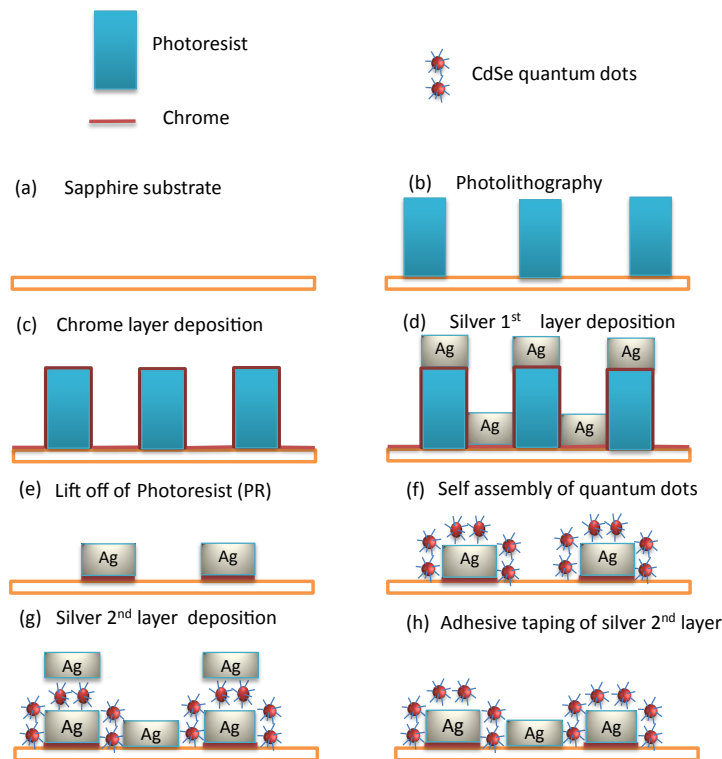 Photoresist
CdSe quantum dots
Chrome
(a) Sapphire substrate
(b) Photolithography
(c) Chrome layer deposition
(d) Silver 1st layer deposition
Ag Ag Ag
Ag Ag
(e) Lift off of Photoresist (PR)
(f) Self assembly of quantum dots
Ag Ag
Ag Ag
(g) Silver 2nd layer deposition
(h) Adhesive taping of silver 2nd layer
Ag Ag
Ag Ag Ag
Ag Ag Ag